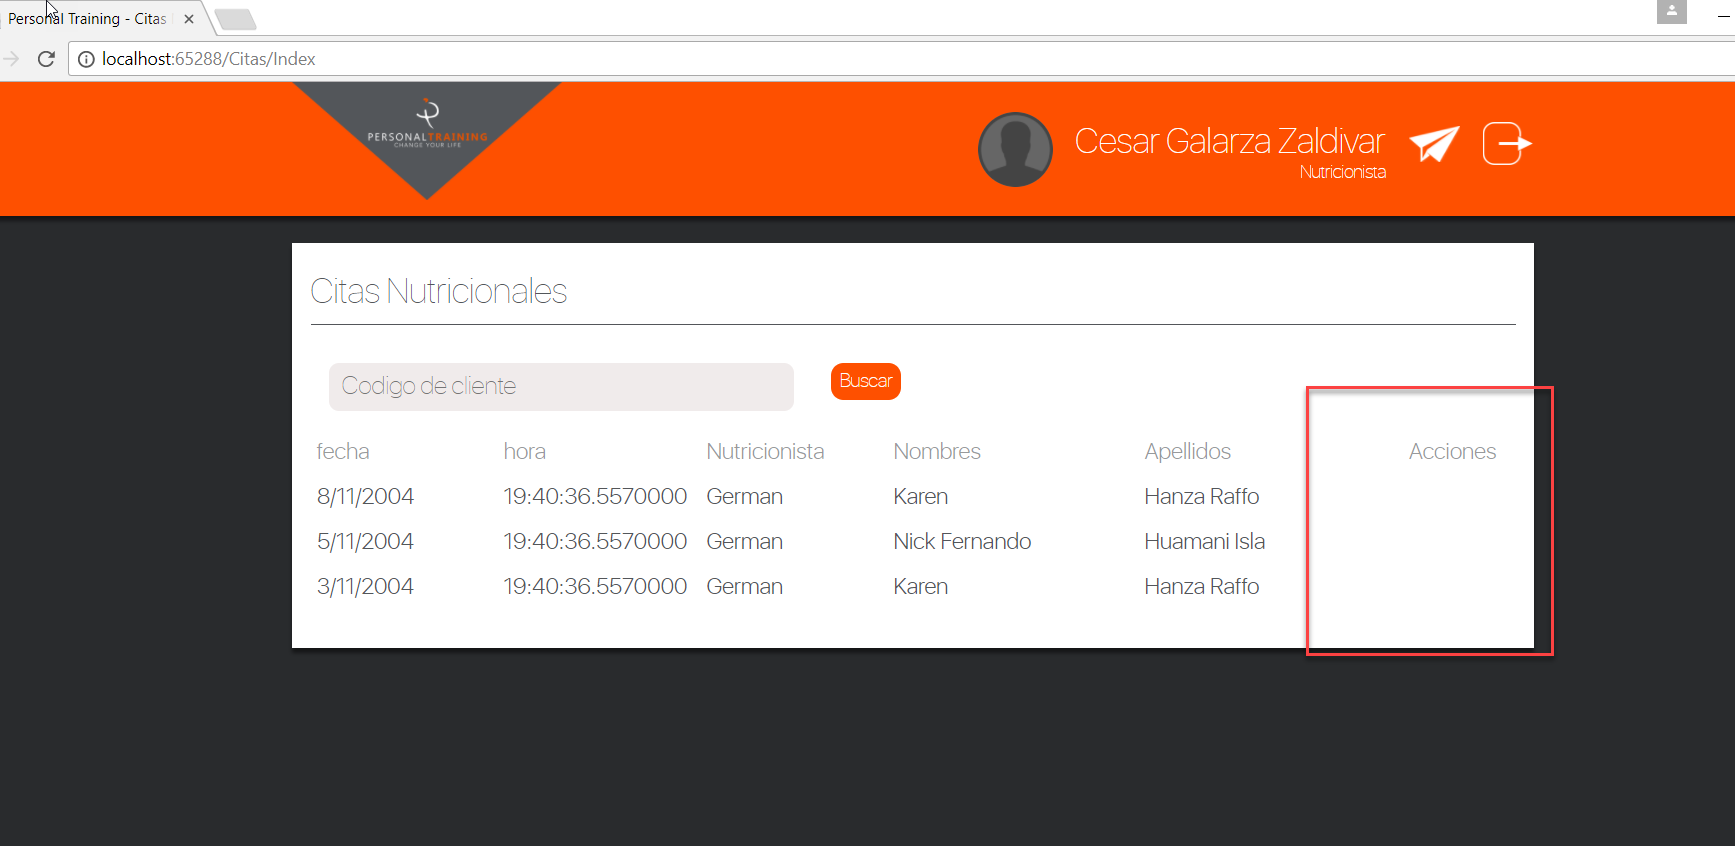 Personal Training - Citas
localhost:65288/Citas/Index
PERSONALTRAINING
CHANGE YOUR LIFE
Cesar Galarza Zaldivar
Nutricionista
Citas Nutricionales
Codigo de cliente
Buscar
fecha hora Nutricionista Nombres Apellidos Acciones
8/11/2004 19:40:36.5570000 German Karen Hanza Raffo
5/11/2004 19:40:36.5570000 German Nick Fernando Huamani Isla
3/11/2004 19:40:36.5570000 German Karen Hanza Raffo